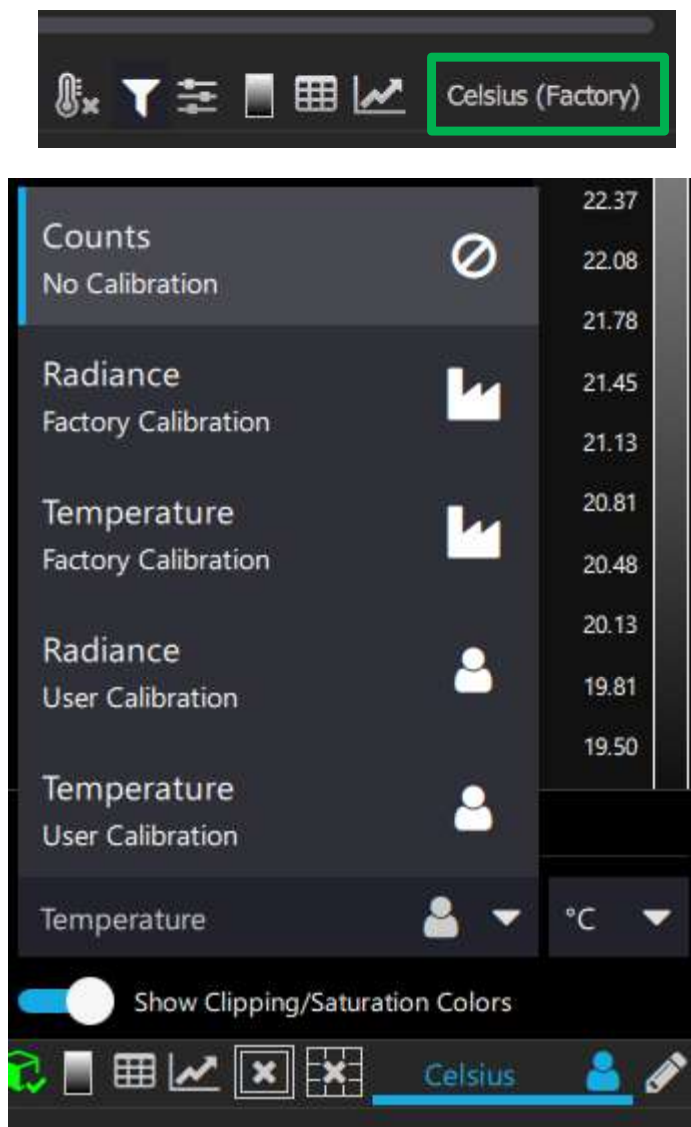 Celsius (Factory)
Counts
No Calibration
Radiance
Factory Calibration
Temperature
Factory Calibration
Radiance
User Calibration
Temperature
User Calibration
Temperature
°C
22.37
22.08
21.78
21.45
21.13
20.81
20.48
20.13
19.81
19.50
Show Clipping/Saturation Colors
Celsius